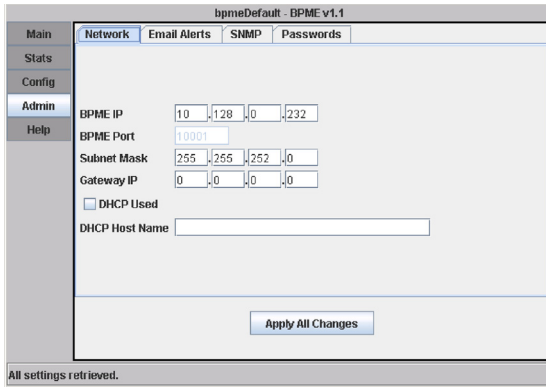 bpmeDefault - BPME v1.1
Main
Stats
Config
Admin
Help
Network Email Alerts SNMP Passwords
BPME IP 10 .128 .0 .232
BPME Port 10001
Subnet Mask 255 .255 .252 .0
Gateway IP 0 .0 .0 .0
DHCP Used
DHCP Host Name
Apply All Changes
All settings retrieved.